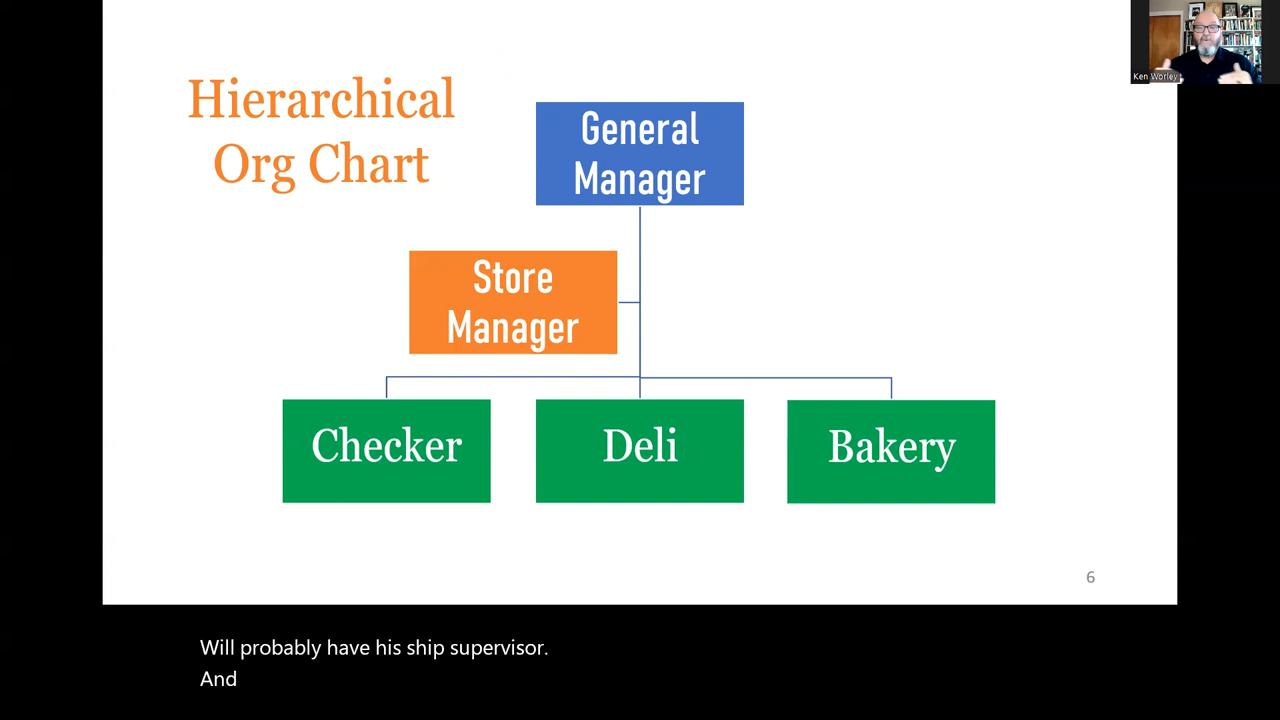 Ken Worley
Hierarchical
Org Chart
General
Manager
Store
Manager
Checker
Deli
Bakery
6
Will probably have his ship supervisor.
And